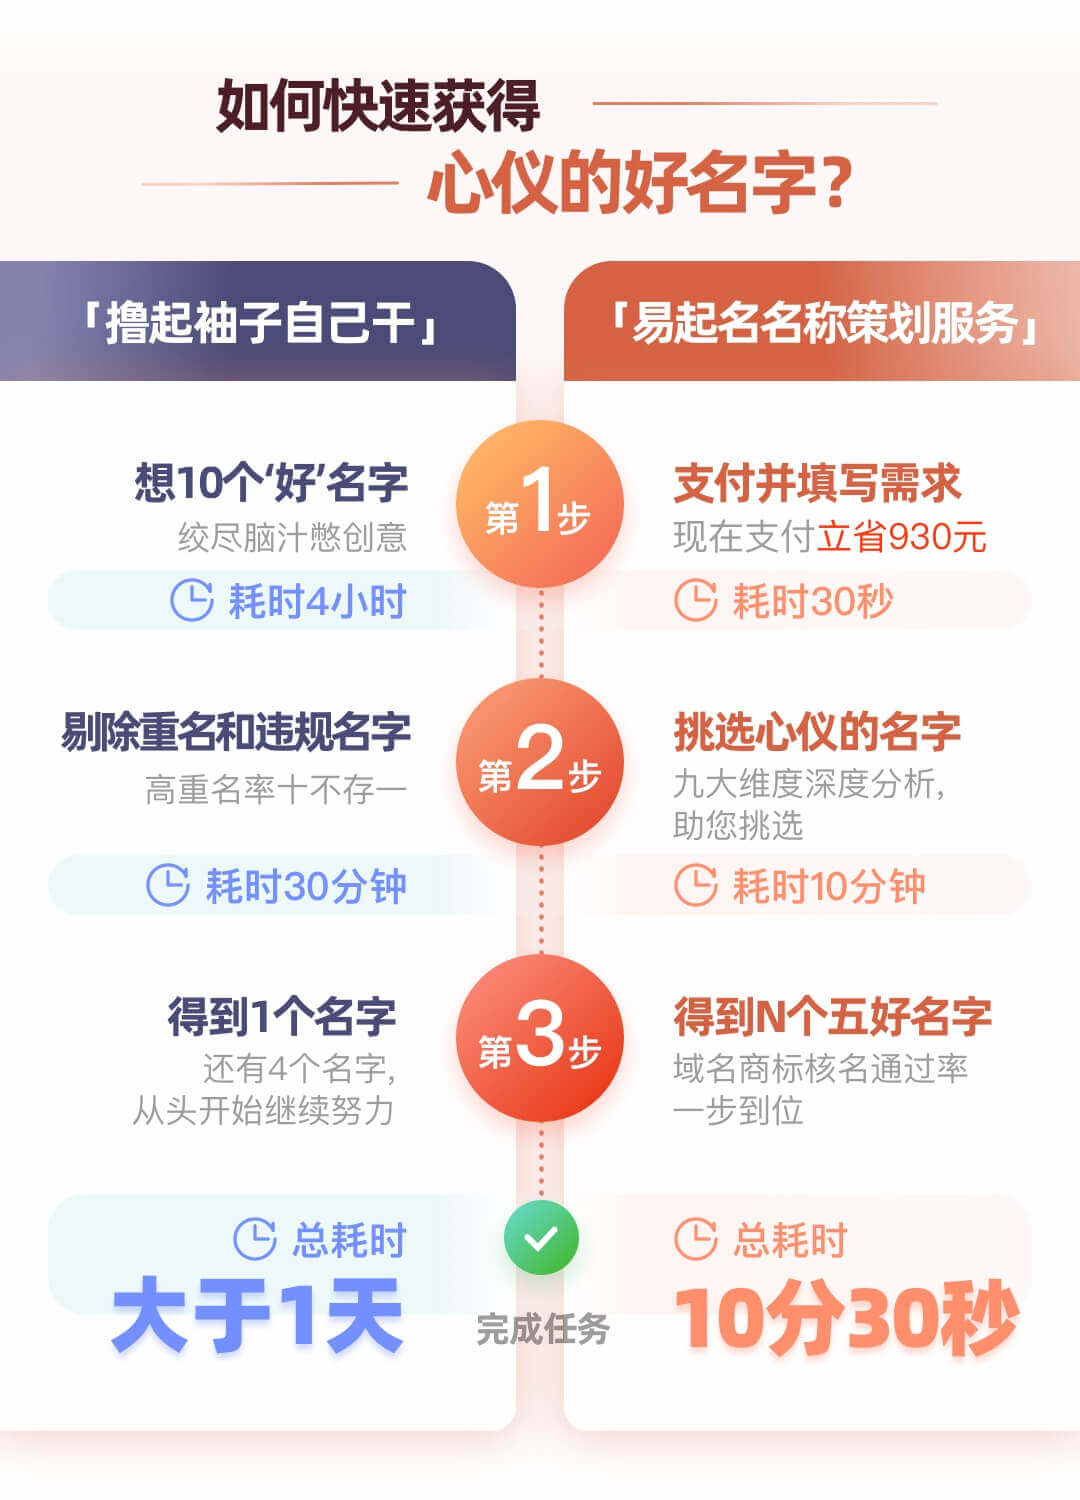 如何快速获得
心仪的好名字？
「撸起袖子自己干」
「易起名名称策划服务」
第1步
想10个‘好’名字
绞尽脑汁憋创意
耗时4小时
支付并填写需求
现在支付立省930元
耗时30秒
第2步
剔除重名和违规名字
高重名率十不存一
耗时30分钟
挑选心仪的名字
九大维度深度分析，
助您挑选
耗时10分钟
第3步
得到1个名字
还有4个名字，
从头开始继续努力
得到N个五好名字
域名商标核名通过率
一步到位
总耗时
大于1天
完成任务
总耗时
10分30秒